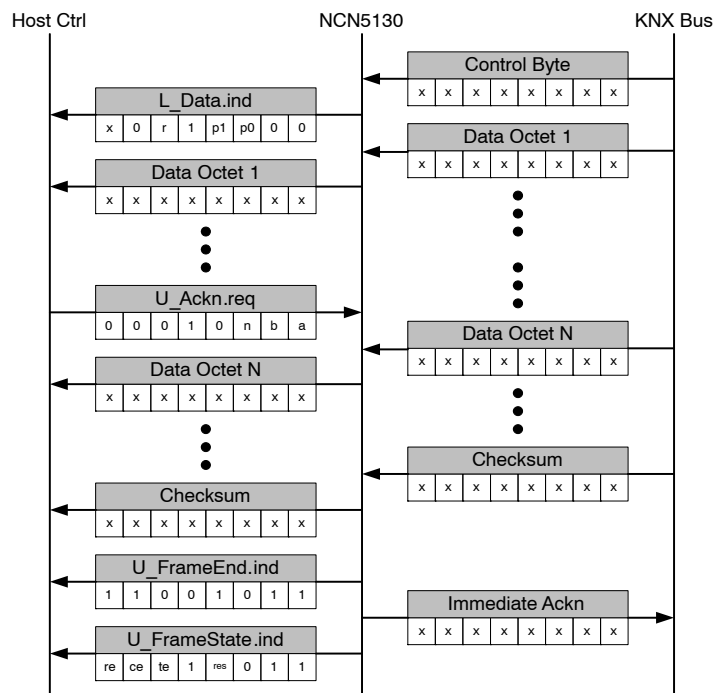 Host Ctrl NCN5130 KNX Bus
Control Byte
x x x x x x x x
L_Data.ind
x 0 r 1 p1 p0 0 0
Data Octet 1
x x x x x x x x
Data Octet 1
x x x x x x x x
U_Ackn.req
0 0 0 1 0 n b a
Data Octet N
x x x x x x x x
Data Octet N
x x x x x x x x
Checksum
x x x x x x x x
Checksum
x x x x x x x x
U_FrameEnd.ind
1 1 0 0 1 0 1 1
Immediate Ackn
x x x x x x x x
U_FrameState.ind
re ce te 1 res 0 1 1